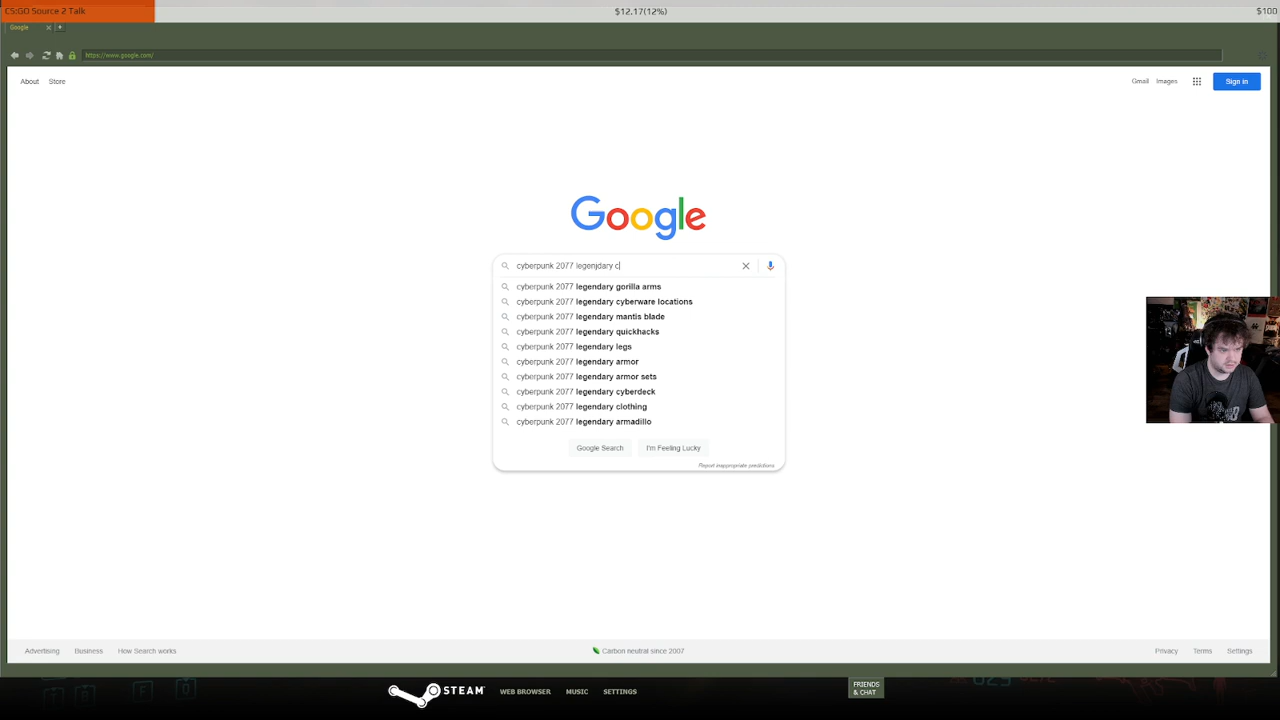 CS:GO Source 2 Talk
$12.17(12%)
$100
Google
https://www.google.com/
About
Store
Gmail
Images
Sign in
Google
cyberpunk 2077 legenjdary c
cyberpunk 2077 legendary gorilla arms
cyberpunk 2077 legendary cyberware locations
cyberpunk 2077 legendary mantis blade
cyberpunk 2077 legendary quickhacks
cyberpunk 2077 legendary legs
cyberpunk 2077 legendary armor
cyberpunk 2077 legendary armor sets
cyberpunk 2077 legendary cyberdeck
cyberpunk 2077 legendary clothing
cyberpunk 2077 legendary armadillo
Google Search
I'm Feeling Lucky
Report inappropriate predictions
Advertising
Business
How Search works
Carbon neutral since 2007
Privacy
Terms
Settings
STEAM
WEB BROWSER
MUSIC
SETTINGS
FRIENDS
& CHAT